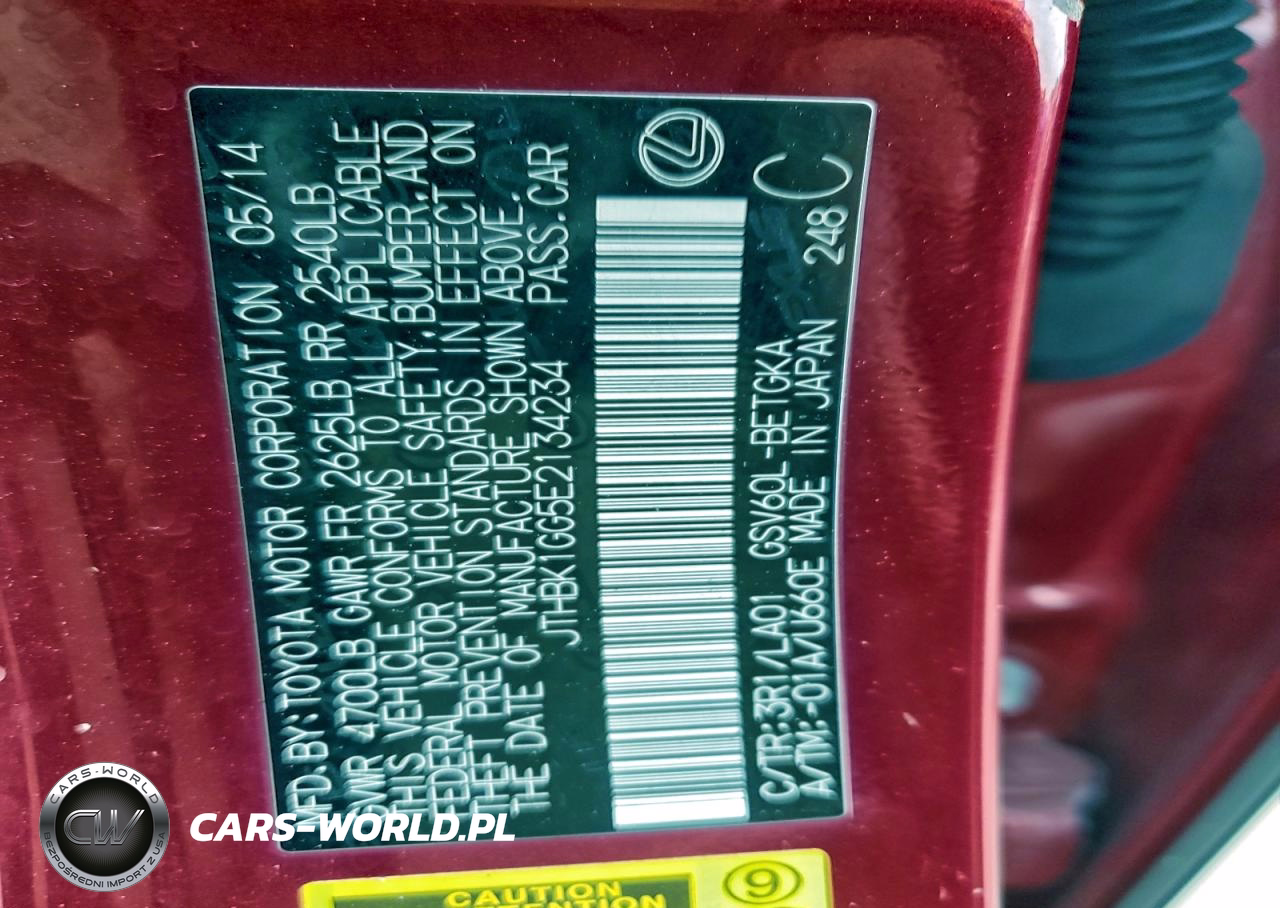 MFD.BY:TOYOTA MOTOR CORPORATION 05/14
GVWR 4700LB GAWR FR 2625LB RR 2540LB
THIS VEHICLE CONFORMS TO ALL APPLICABLE
FEDERAL MOTOR VEHICLE SAFETY,BUMPER,AND
THEFT PREVENTION STANDARDS IN EFFECT ON
THE DATE OF MANUFACTURE SHOWN ABOVE.
JTHBK1GG5E2134234 PASS.CAR
C/TR:3R1/LA01 GSV60L-BETGKA 248 C
A/TM:-01A/U660E MADE IN JAPAN
CAUTION
9
CARS-WORLD
CW
BEZPOŚREDNI IMPORT Z USA
CARS-WORLD.PL